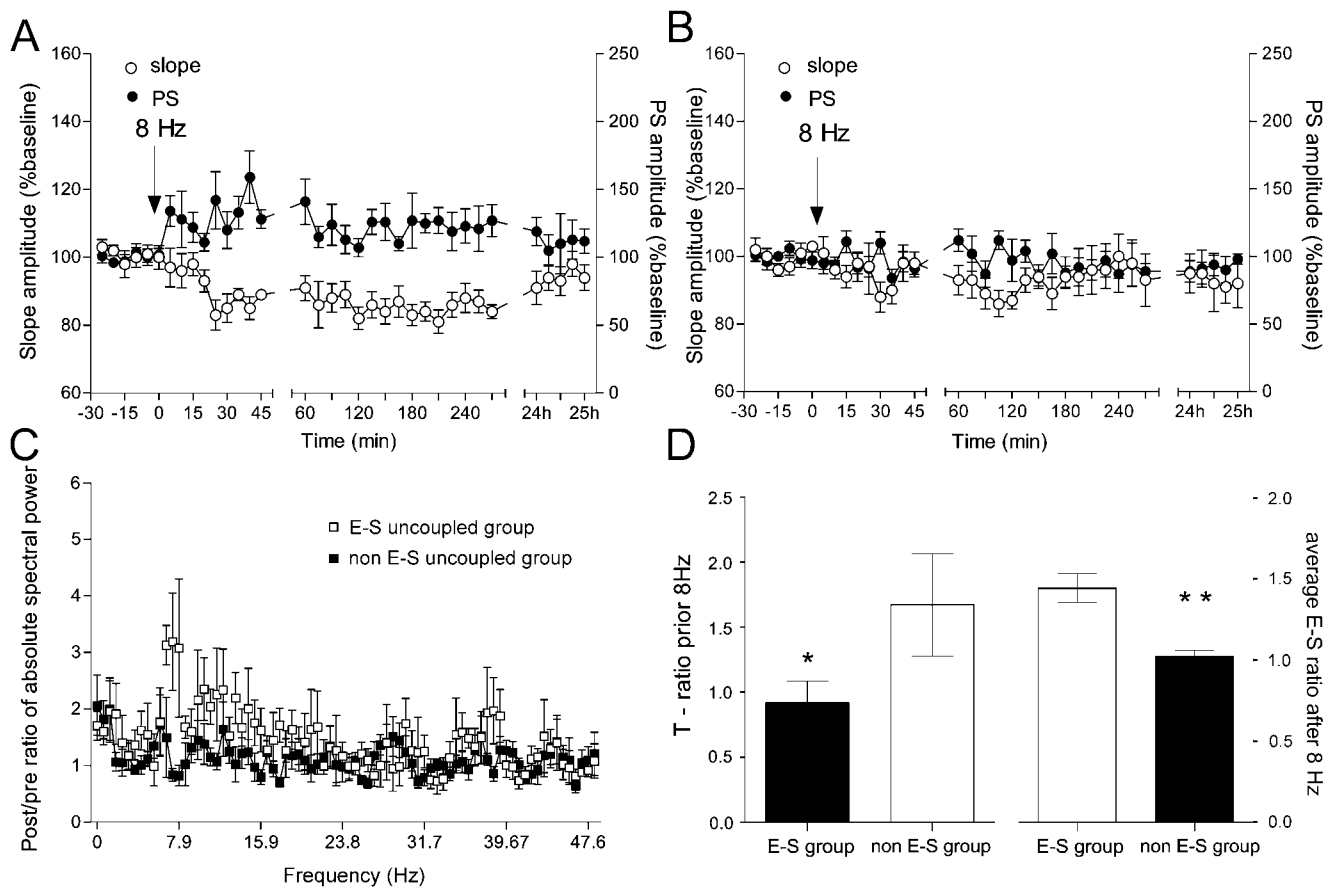 A
160
140
120
100
80
60
Slope amplitude (%baseline)
slope
PS
8 Hz
250
200
150
100
50
0
PS amplitude (%baseline)
-30 -15 0 15 30 45 60 120 180 240 24h 25h
Time (min)
B
160
140
120
100
80
60
Slope amplitude (%baseline)
slope
PS
8 Hz
250
200
150
100
50
0
PS amplitude (%baseline)
-30 -15 0 15 30 45 60 120 180 240 24h 25h
Time (min)
C
6
5
4
3
2
1
0
Post/pre ratio of absolute spectral power
E-S uncoupled group
non E-S uncoupled group
0 7.9 15.9 23.8 31.7 39.67 47.6
Frequency (Hz)
D
2.5
2.0
1.5
1.0
0.5
0.0
T - ratio prior 8Hz
*
* *
2.0
1.5
1.0
0.5
0.0
average E-S ratio after 8 Hz
E-S group non E-S group E-S group non E-S group